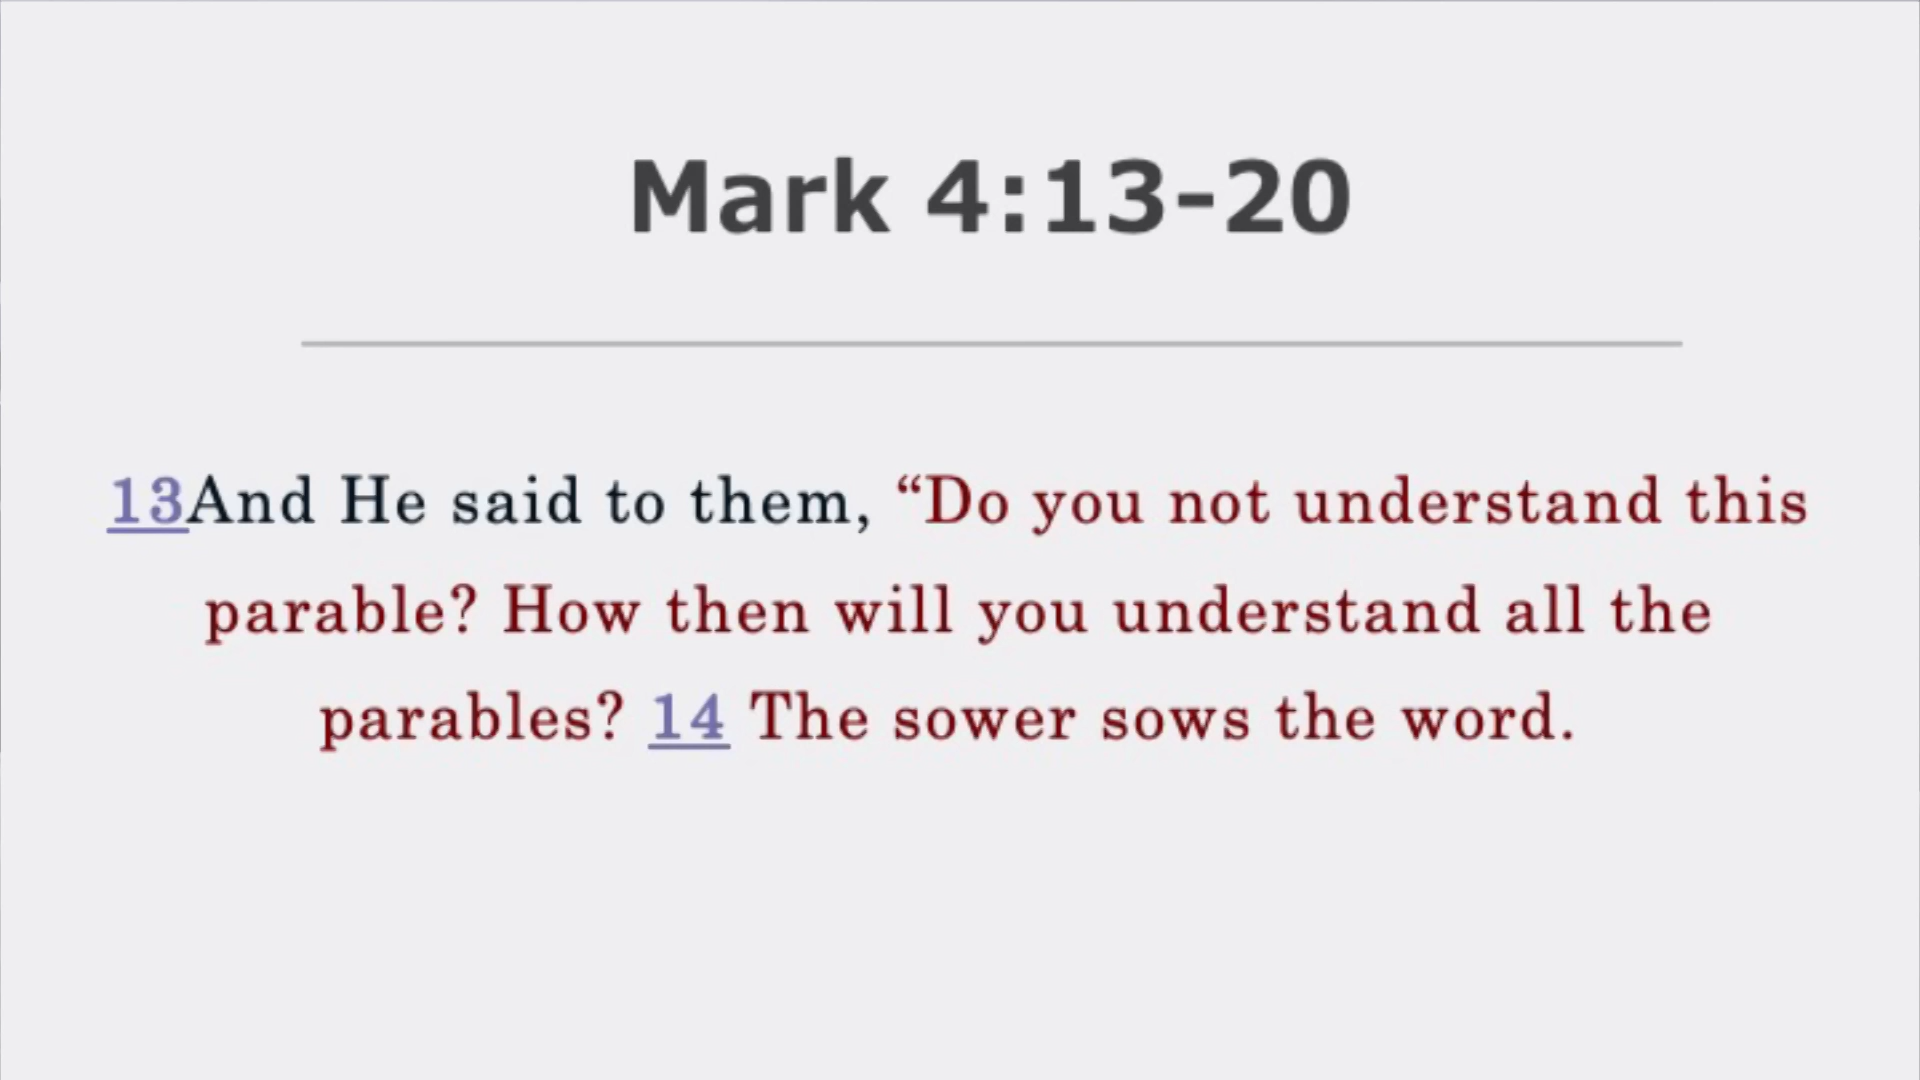 Mark 4:13-20
13And He said to them, “Do you not understand this
parable? How then will you understand all the
parables? 14 The sower sows the word.